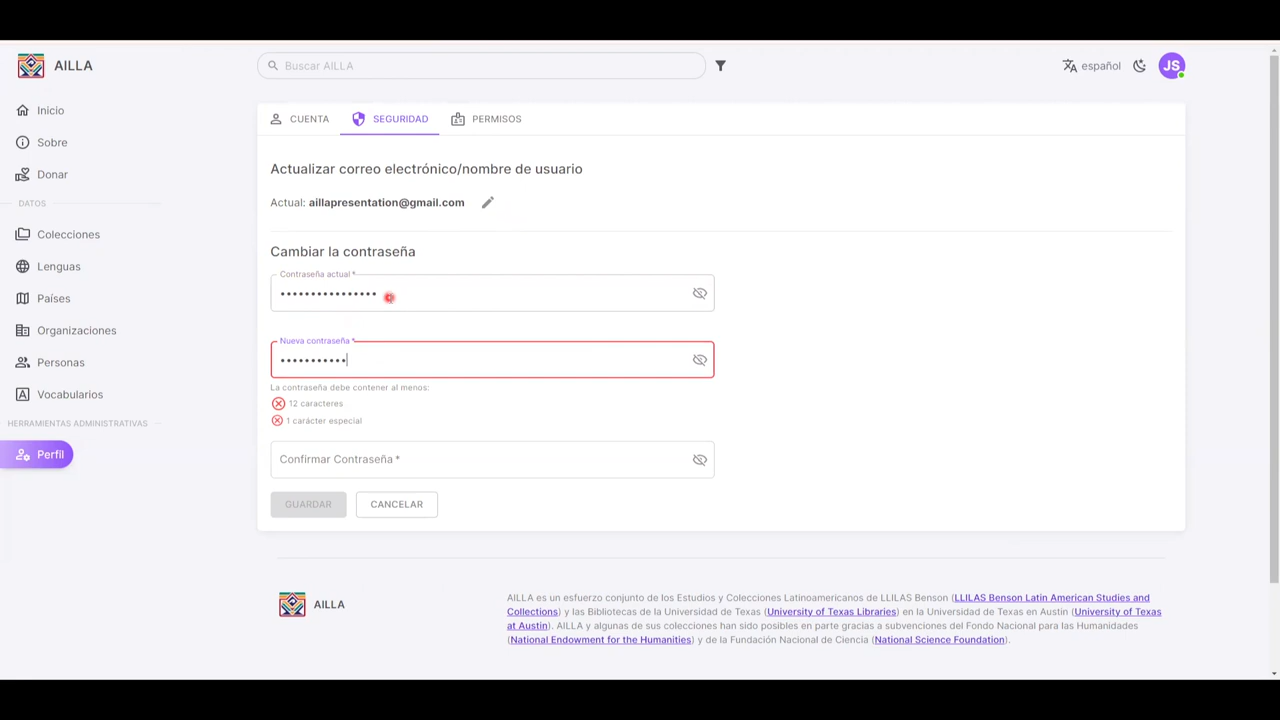 AILLA
Buscar AILLA
español
JS
Inicio
Sobre
Donar
DATOS
Colecciones
Lenguas
Países
Organizaciones
Personas
Vocabularios
HERRAMIENTAS ADMINISTRATIVAS
Perfil
CUENTA
SEGURIDAD
PERMISOS
Actualizar correo electrónico/nombre de usuario
Actual: aillapresentation@gmail.com
Cambiar la contraseña
Contraseña actual *
••••••••••••••••
Nueva contraseña *
•••••••••••
La contraseña debe contener al menos:
12 caracteres
1 carácter especial
Confirmar Contraseña *
GUARDAR
CANCELAR
AILLA
AILLA es un esfuerzo conjunto de los Estudios y Colecciones Latinoamericanos de LLILAS Benson (LLILAS Benson Latin American Studies and
Collections) y las Bibliotecas de la Universidad de Texas (University of Texas Libraries) en la Universidad de Texas en Austin (University of Texas
at Austin). AILLA y algunas de sus colecciones han sido posibles en parte gracias a subvenciones del Fondo Nacional para las Humanidades
(National Endowment for the Humanities) y de la Fundación Nacional de Ciencia (National Science Foundation).